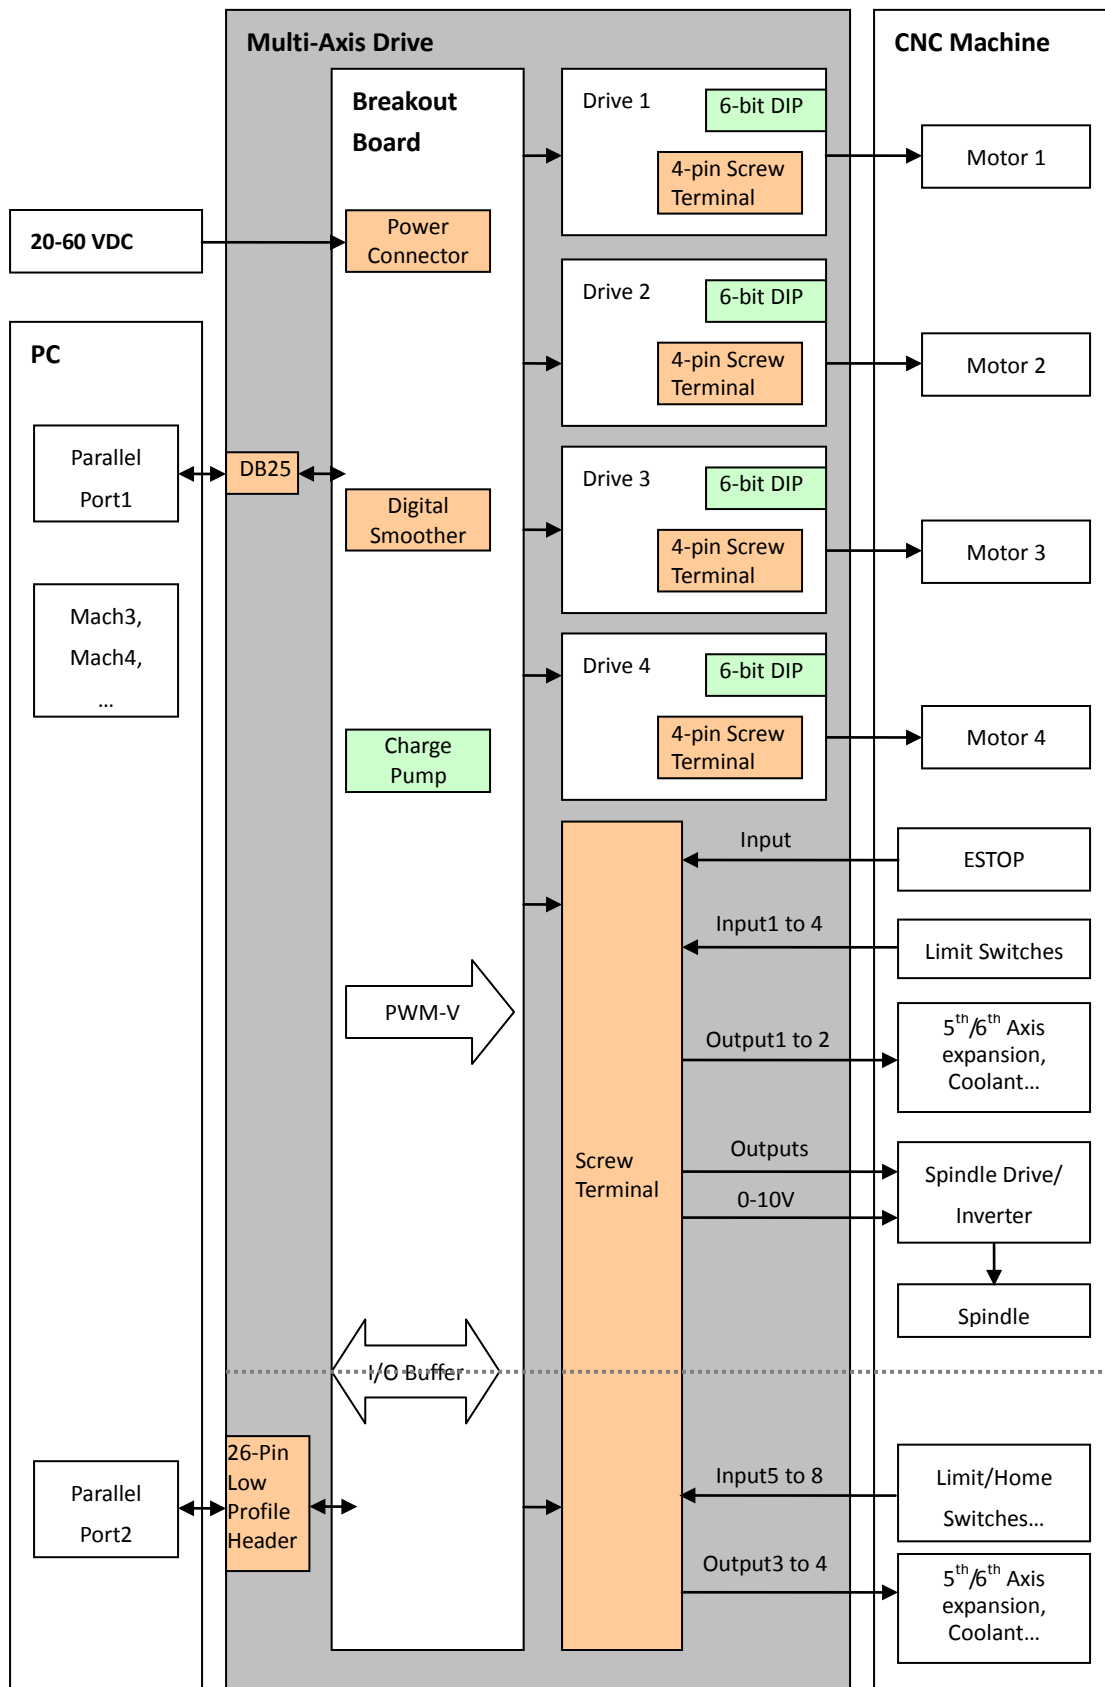 Multi-Axis Drive
CNC Machine
Breakout
Board
Drive 1
6-bit DIP
4-pin Screw
Terminal
Motor 1
20-60 VDC
Power
Connector
Drive 2
6-bit DIP
4-pin Screw
Terminal
Motor 2
PC
Parallel
Port1
DB25
Digital
Smoother
Drive 3
6-bit DIP
4-pin Screw
Terminal
Motor 3
Mach3,
Mach4,
...
Drive 4
6-bit DIP
4-pin Screw
Terminal
Motor 4
Charge
Pump
Input
ESTOP
Input1 to 4
Limit Switches
PWM-V
Output1 to 2
5th/6th Axis
expansion,
Coolant...
Screw
Terminal
Outputs
0-10V
Spindle Drive/
Inverter
Spindle
I/O Buffer
Parallel
Port2
26-Pin
Low
Profile
Header
Input5 to 8
Limit/Home
Switches...
Output3 to 4
5th/6th Axis
expansion,
Coolant...